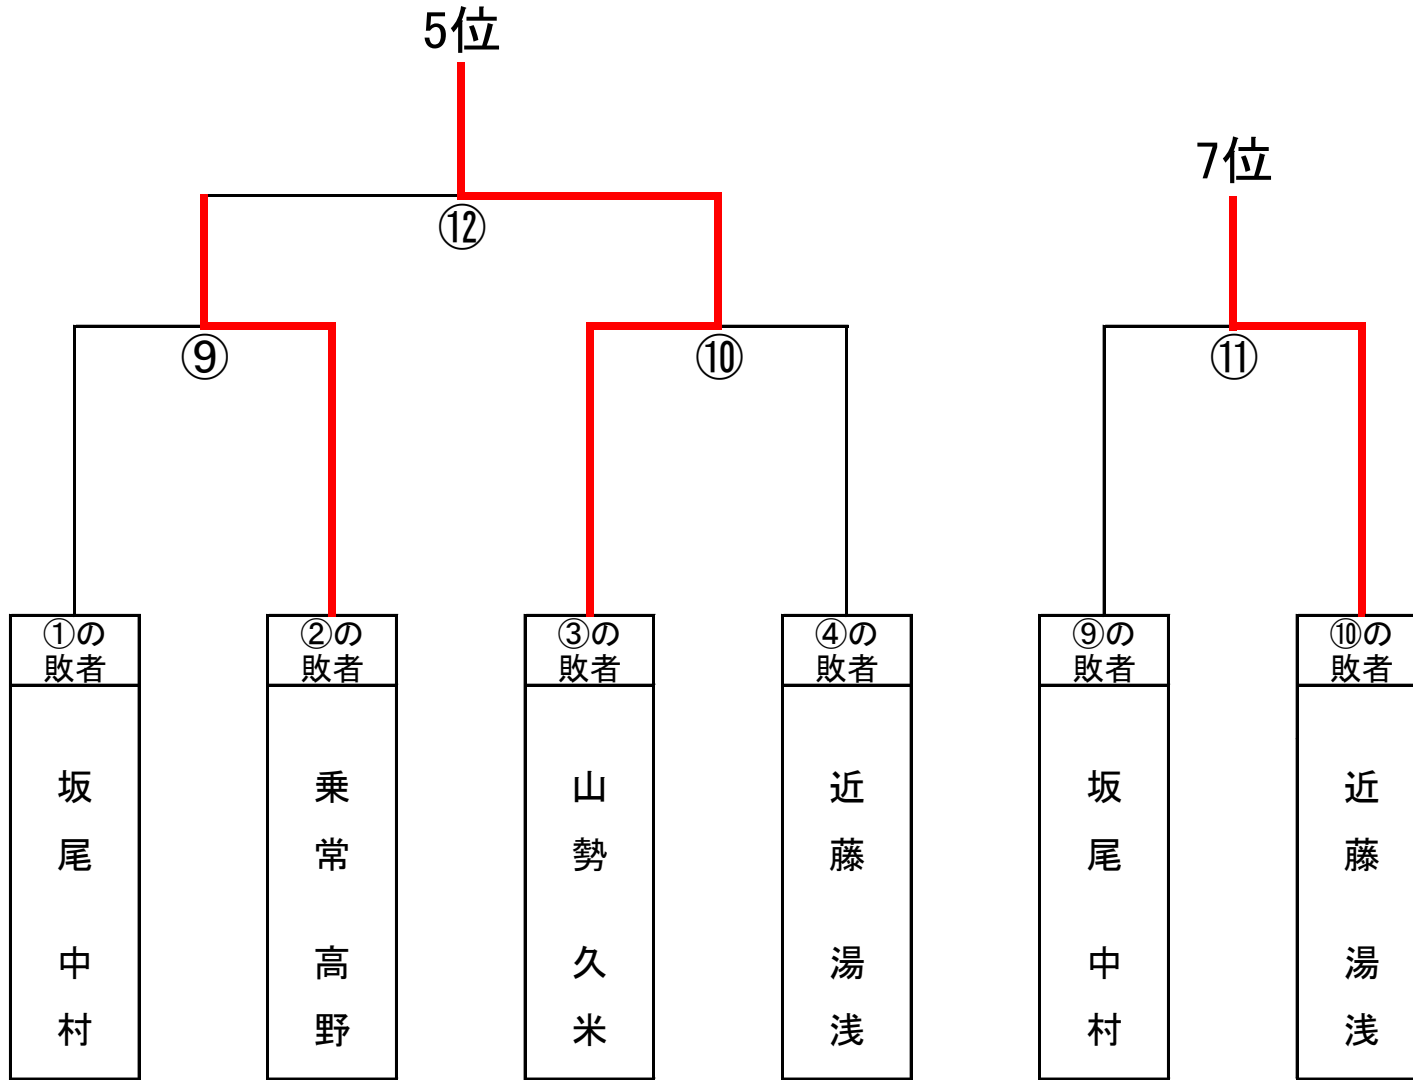 5位
7位
⑫
⑨
⑩
⑪
①の
敗者
②の
敗者
③の
敗者
④の
敗者
⑨の
敗者
⑩の
敗者
坂尾 中村
乗常 高野
山勢 久米
近藤 湯浅
坂尾 中村
近藤 湯浅